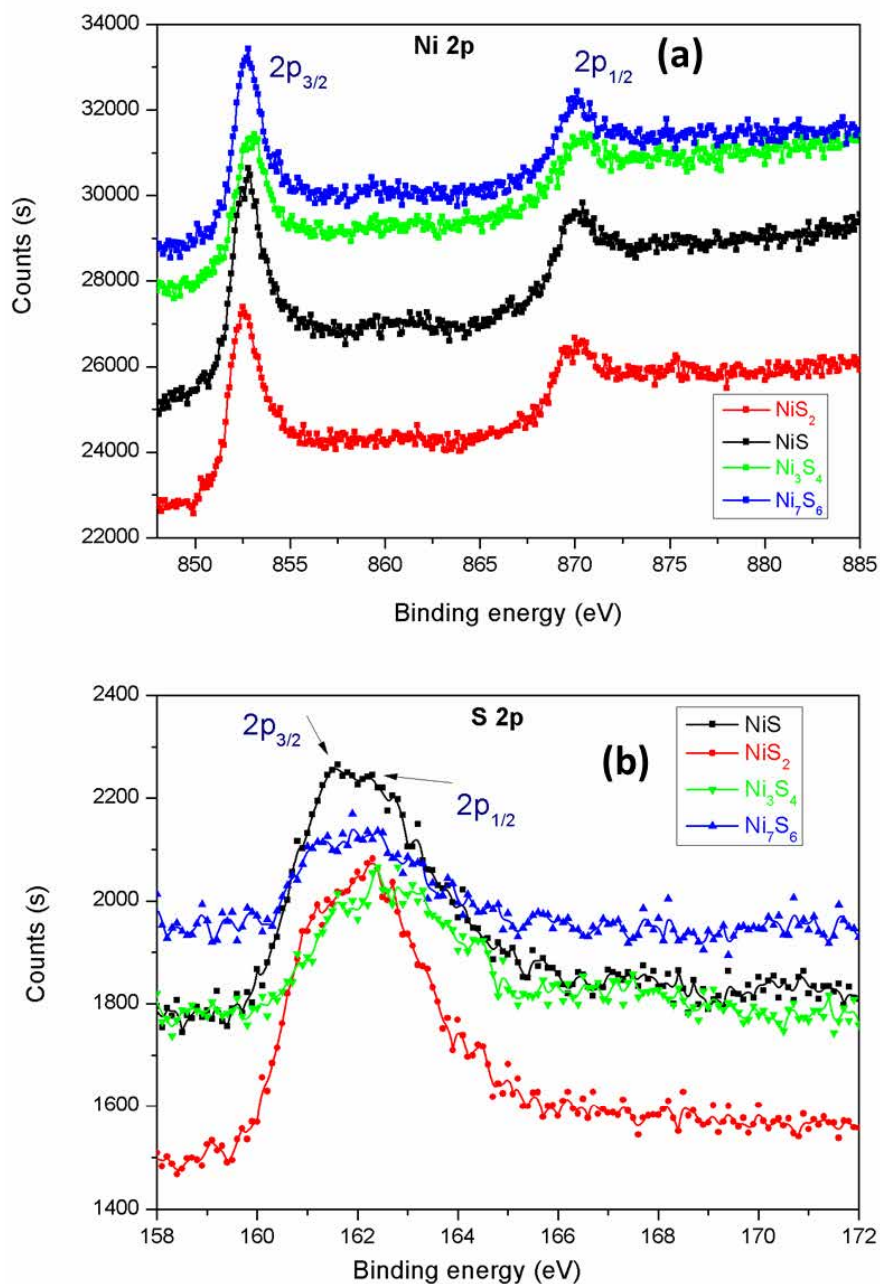 Ni 2p
(a)
2p3/2
2p1/2
34000
32000
30000
28000
26000
24000
22000
Counts (s)
NiS2
NiS
Ni3S4
Ni7S6
850 855 860 865 870 875 880 885
Binding energy (eV)
S 2p
(b)
2p3/2
2p1/2
2400
2200
2000
1800
1600
1400
Counts (s)
NiS
NiS2
Ni3S4
Ni7S6
158 160 162 164 166 168 170 172
Binding energy (eV)